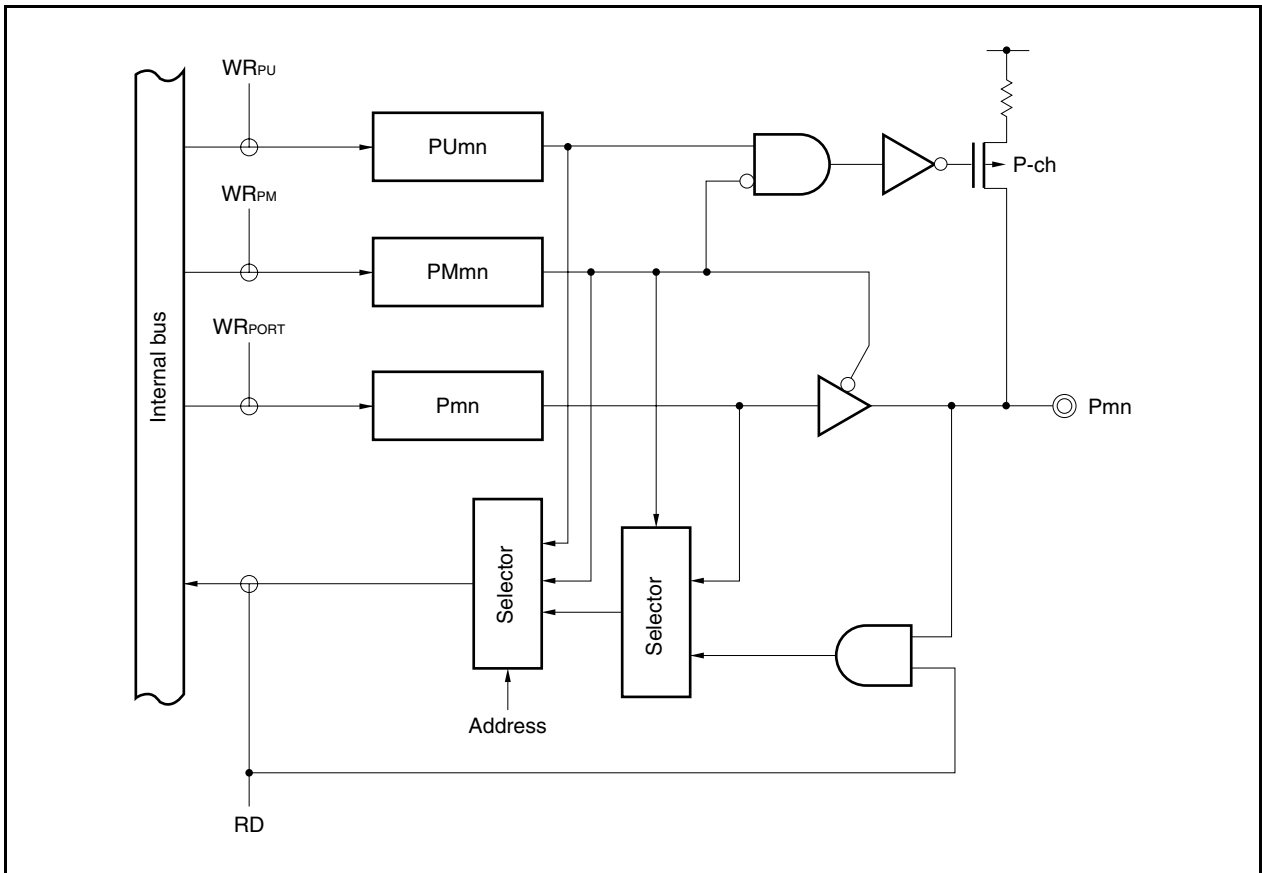 WRPU
PUmn
P-ch
WRPM
PMmn
WRPORT
Internal bus
Pmn
Pmn
Selector
Selector
Address
RD